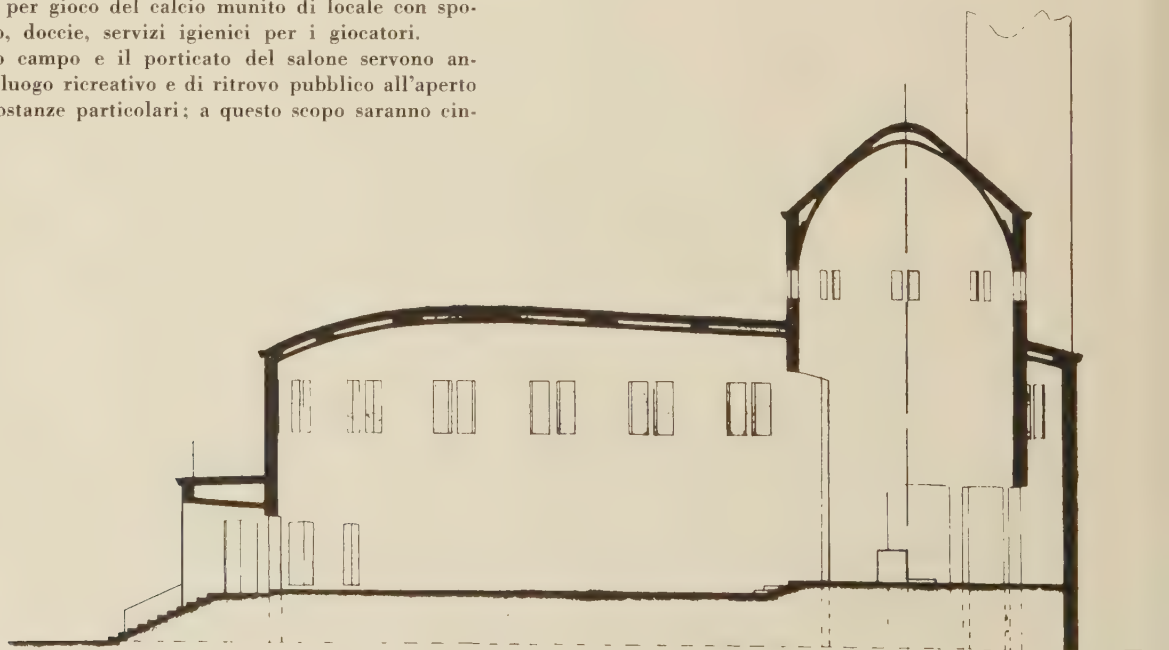 per gioco del calcio munito di locale con spo-
o, doccie, servizi igienici per i giocatori.
o campo e il porticato del salone servono an-
luogo ricreativo e di ritrovo pubblico all'aperto
ostanze particolari; a questo scopo saranno cin-